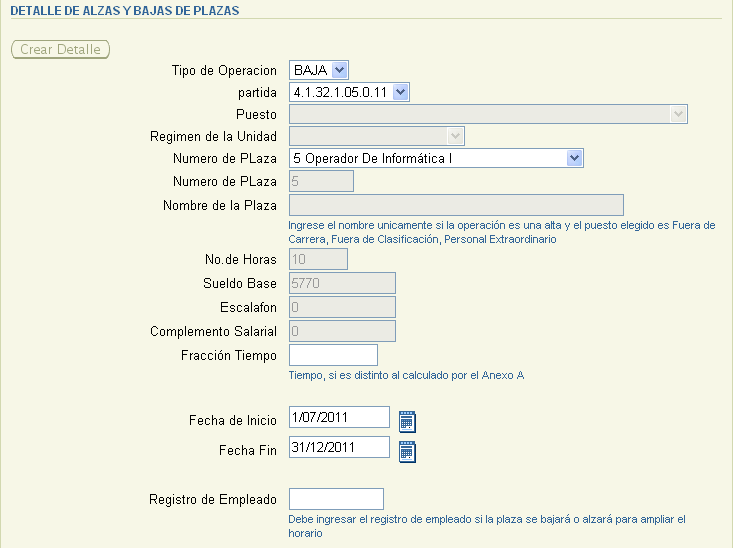 DETALLE DE ALZAS Y BAJAS DE PLAZAS
Crear Detalle
Tipo de Operacion BAJA
partida 4.1.32.1.05.0.11
Puesto
Regimen de la Unidad
Numero de PLaza 5 Operador De Informática I
Numero de PLaza 5
Nombre de la Plaza
Ingrese el nombre unicamente si la operación es una alta y el puesto elegido es Fuera de
Carrera, Fuera de Clasificación, Personal Extraordinario
No.de Horas 10
Sueldo Base 5770
Escalafon 0
Complemento Salarial 0
Fracción Tiempo
Tiempo, si es distinto al calculado por el Anexo A
Fecha de Inicio 1/07/2011
Fecha Fin 31/12/2011
Registro de Empleado
Debe ingresar el registro de empleado si la plaza se bajará o alzará para ampliar el
horario